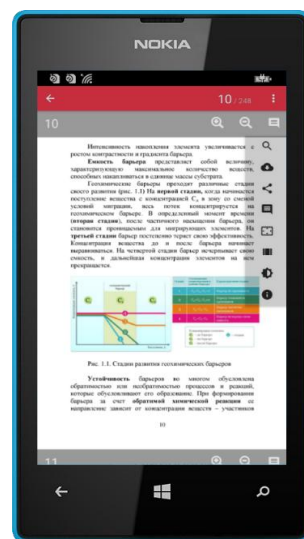 NOKIA
10 / 248
10
Интенсивность накопления элемента увеличивается с
ростом контрастности и градиента барьера.
Емкость барьера представляет собой величину,
характеризующую максимальное количество веществ,
способных накапливаться в единице массы субстрата.
Геохимические барьеры проходят различные стадии
своего развития (рис. 1.1) На первой стадии, когда начинается
поступление вещества с концентрацией С₀ в зону со сменой
условий миграции, весь поток концентрируется на
геохимическом барьере. В определенный момент времени
(вторая стадия), после частичного насыщения барьера, он
становится проницаемым для мигрирующих элементов. На
третьей стадии барьер постепенно теряет свою эффективность.
Концентрация вещества до и после барьера начинает
выравниваться. На четвертой стадии барьер исчерпывает свою
емкость, и дальнейшая концентрация элементов на нем
прекращается.
Рис. 1.1. Стадии развития геохимических барьеров
Устойчивость барьеров во многом обусловлена
обратимостью или необратимостью процессов и реакций,
которые обусловливают его образование. При формировании
барьера за счет обратимой химической реакции ее
направление зависит от концентрации веществ – участников
10
11